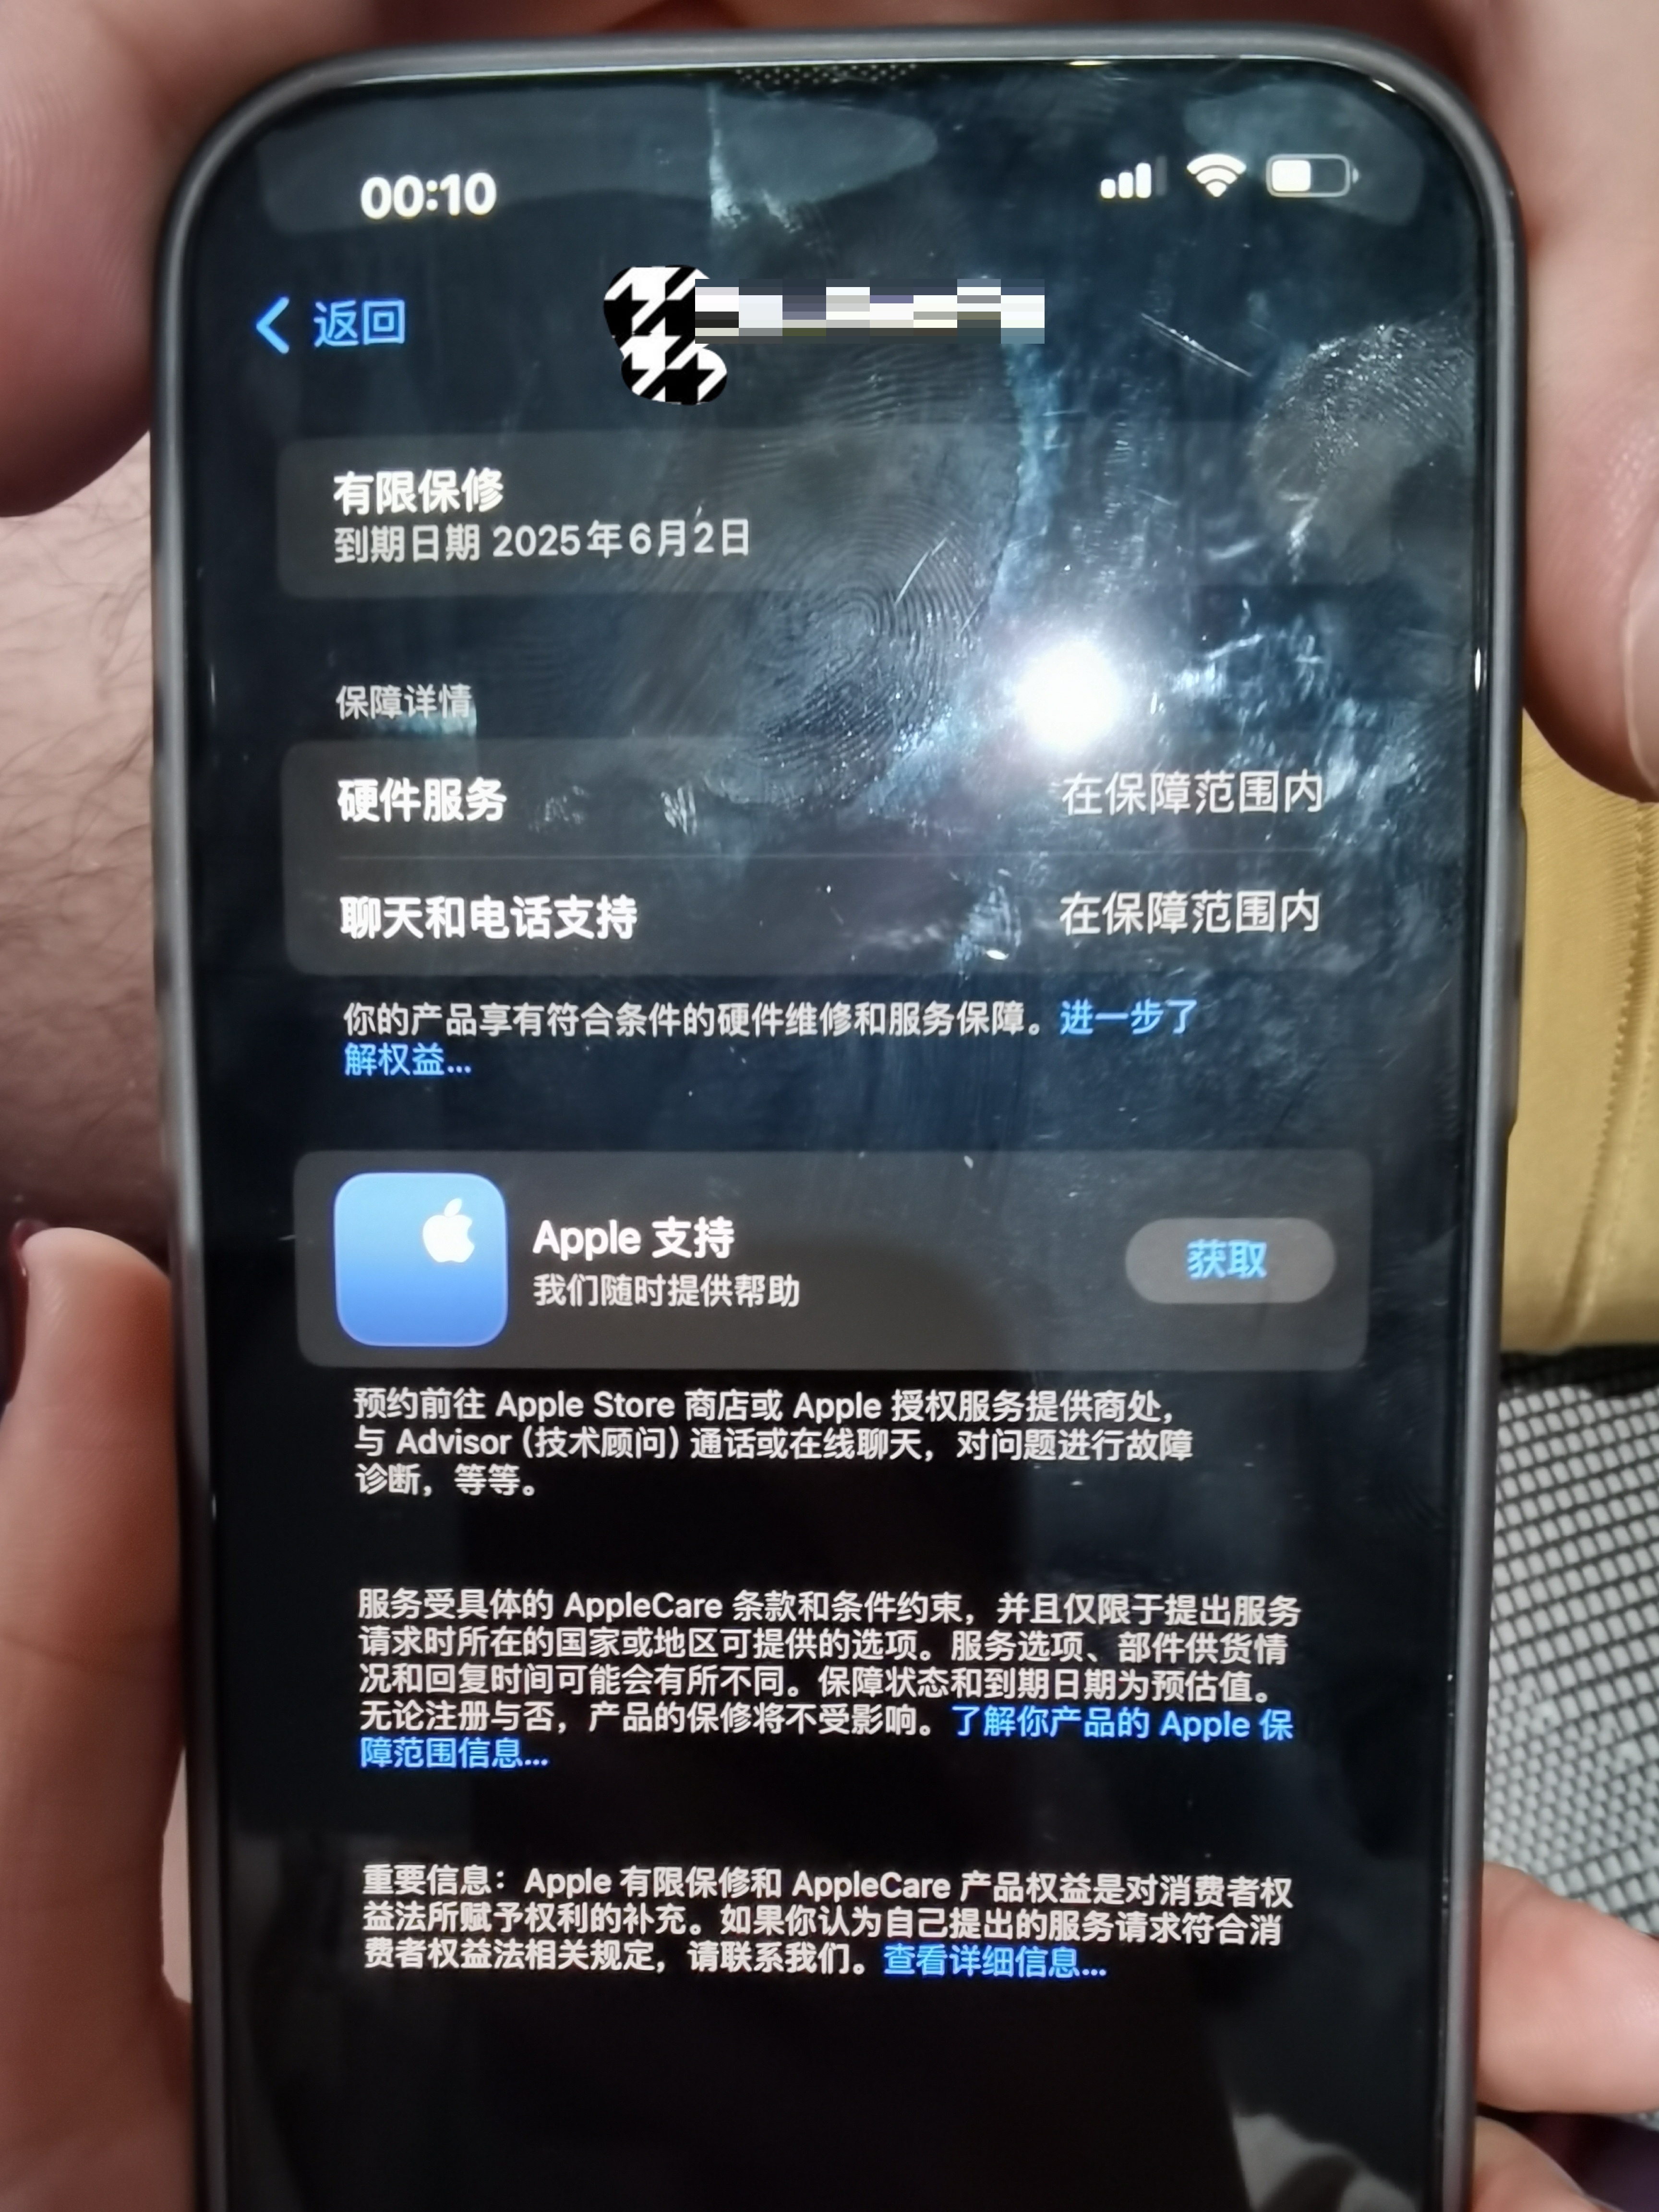 00:10
返回
有限保修
到期日期 2025年6月2日
保障详情
硬件服务 在保障范围内
聊天和电话支持 在保障范围内
你的产品享有符合条件的硬件维修和服务保障。进一步了
解权益...
Apple 支持
我们随时提供帮助
获取
预约前往 Apple Store 商店或 Apple 授权服务提供商处，
与 Advisor (技术顾问) 通话或在线聊天，对问题进行故障
诊断，等等。
服务受具体的 AppleCare 条款和条件约束，并且仅限于提出服务
请求时所在的国家或地区可提供的选项。服务选项、部件供货情
况和回复时间可能会有所不同。保障状态和到期日期为预估值。
无论注册与否，产品的保修将不受影响。了解你产品的 Apple 保
障范围信息...
重要信息：Apple 有限保修和 AppleCare 产品权益是对消费者权
益法所赋予权利的补充。如果你认为自己提出的服务请求符合消
费者权益法相关规定，请联系我们。查看详细信息...